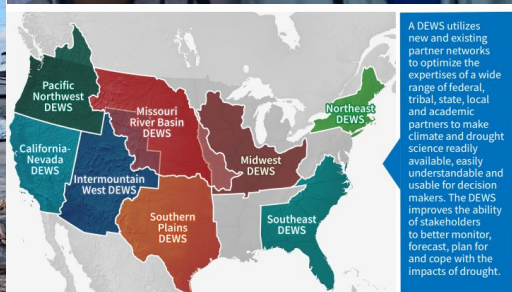 Pacific
Northwest
DEWS
Missouri
River Basin
DEWS
Northeast
DEWS
California-
Nevada
DEWS
Midwest
DEWS
Intermountain
West DEWS
Southern
Plains
DEWS
Southeast
DEWS
A DEWS utilizes
new and existing
partner networks
to optimize the
expertises of a wide
range of federal,
tribal, state, local
and academic
partners to make
climate and drought
science readily
available, easily
understandable and
usable for decision
makers. The DEWS
improves the ability
of stakeholders
to better monitor,
forecast, plan for
and cope with the
impacts of drought.